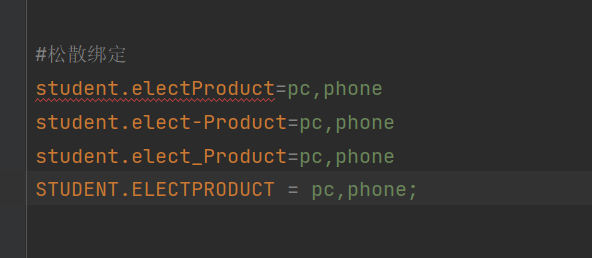 #松散绑定
student.electProduct=pc,phone
student.elect-Product=pc,phone
student.elect_Product=pc,phone
STUDENT.ELECTPRODUCT = pc,phone;